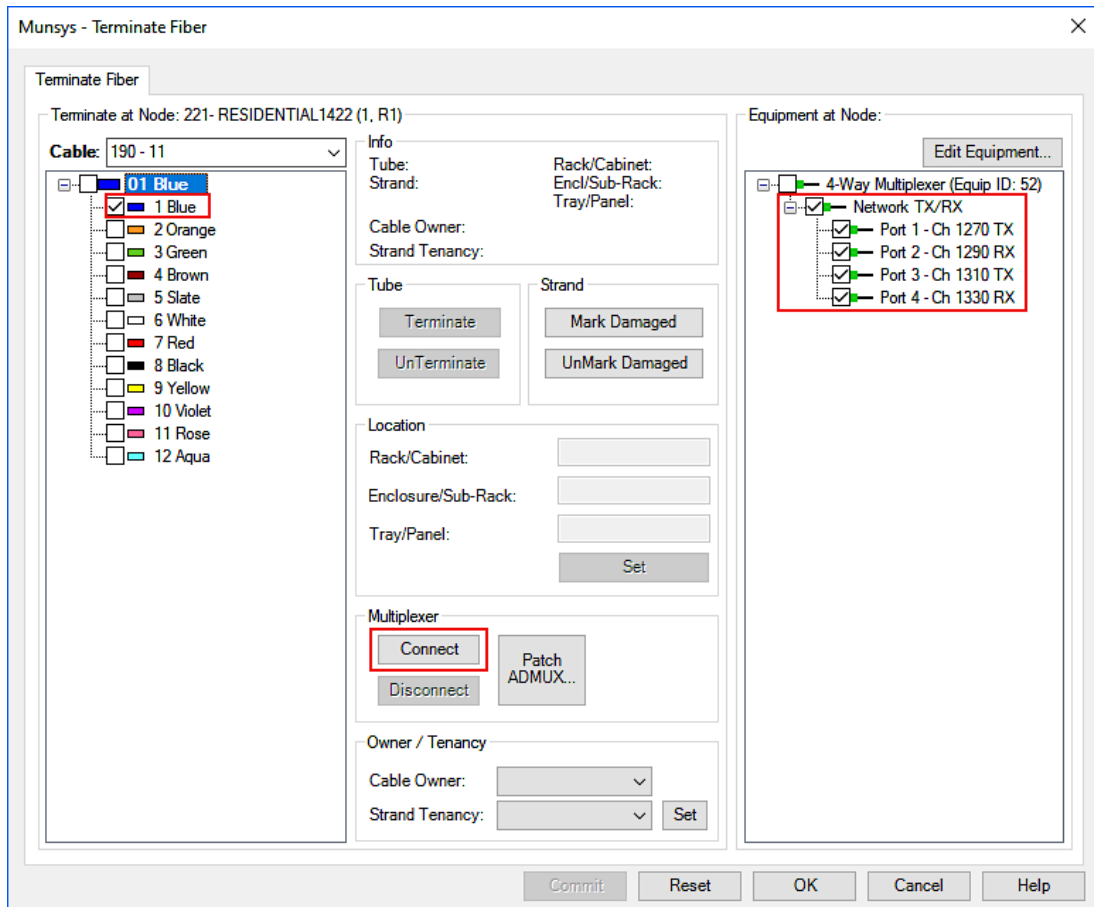 Munsys - Terminate Fiber
Terminate Fiber
Terminate at Node: 221- RESIDENTIAL1422 (1, R1)
Cable: 190 - 11
01 Blue
1 Blue
2 Orange
3 Green
4 Brown
5 Slate
6 White
7 Red
8 Black
9 Yellow
10 Violet
11 Rose
12 Aqua
Info
Tube: Rack/Cabinet:
Strand: Encl/Sub-Rack:
Tray/Panel:
Cable Owner:
Strand Tenancy:
Tube
Terminate
UnTerminate
Strand
Mark Damaged
UnMark Damaged
Location
Rack/Cabinet:
Enclosure/Sub-Rack:
Tray/Panel:
Set
Multiplexer
Connect
Disconnect
Patch
ADMUX...
Owner / Tenancy
Cable Owner:
Strand Tenancy: Set
Equipment at Node:
Edit Equipment...
4-Way Multiplexer (Equip ID: 52)
Network TX/RX
Port 1 - Ch 1270 TX
Port 2 - Ch 1290 RX
Port 3 - Ch 1310 TX
Port 4 - Ch 1330 RX
Commit Reset OK Cancel Help